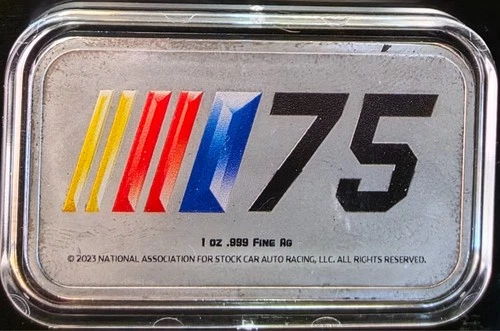 75
1 oz .999 Fine Ag
© 2023 NATIONAL ASSOCIATION FOR STOCK CAR AUTO RACING, LLC. ALL RIGHTS RESERVED.